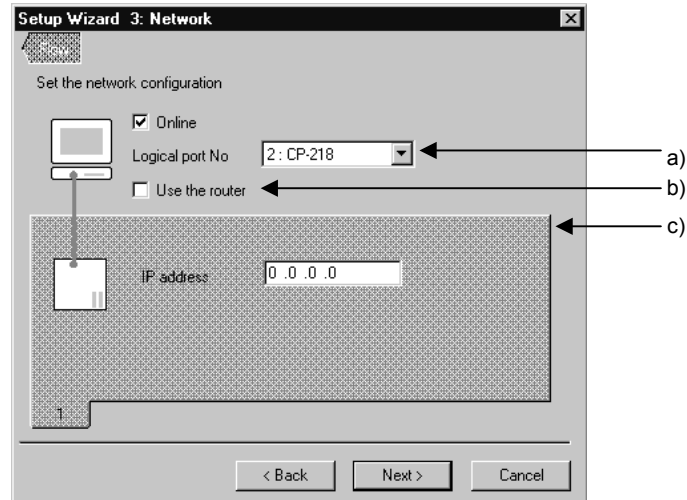 Setup Wizard 3: Network
Set the network configuration
Online
Logical port No 2 : CP-218 a)
Use the router b)
c)
IP address 0 .0 .0 .0
1
< Back Next > Cancel